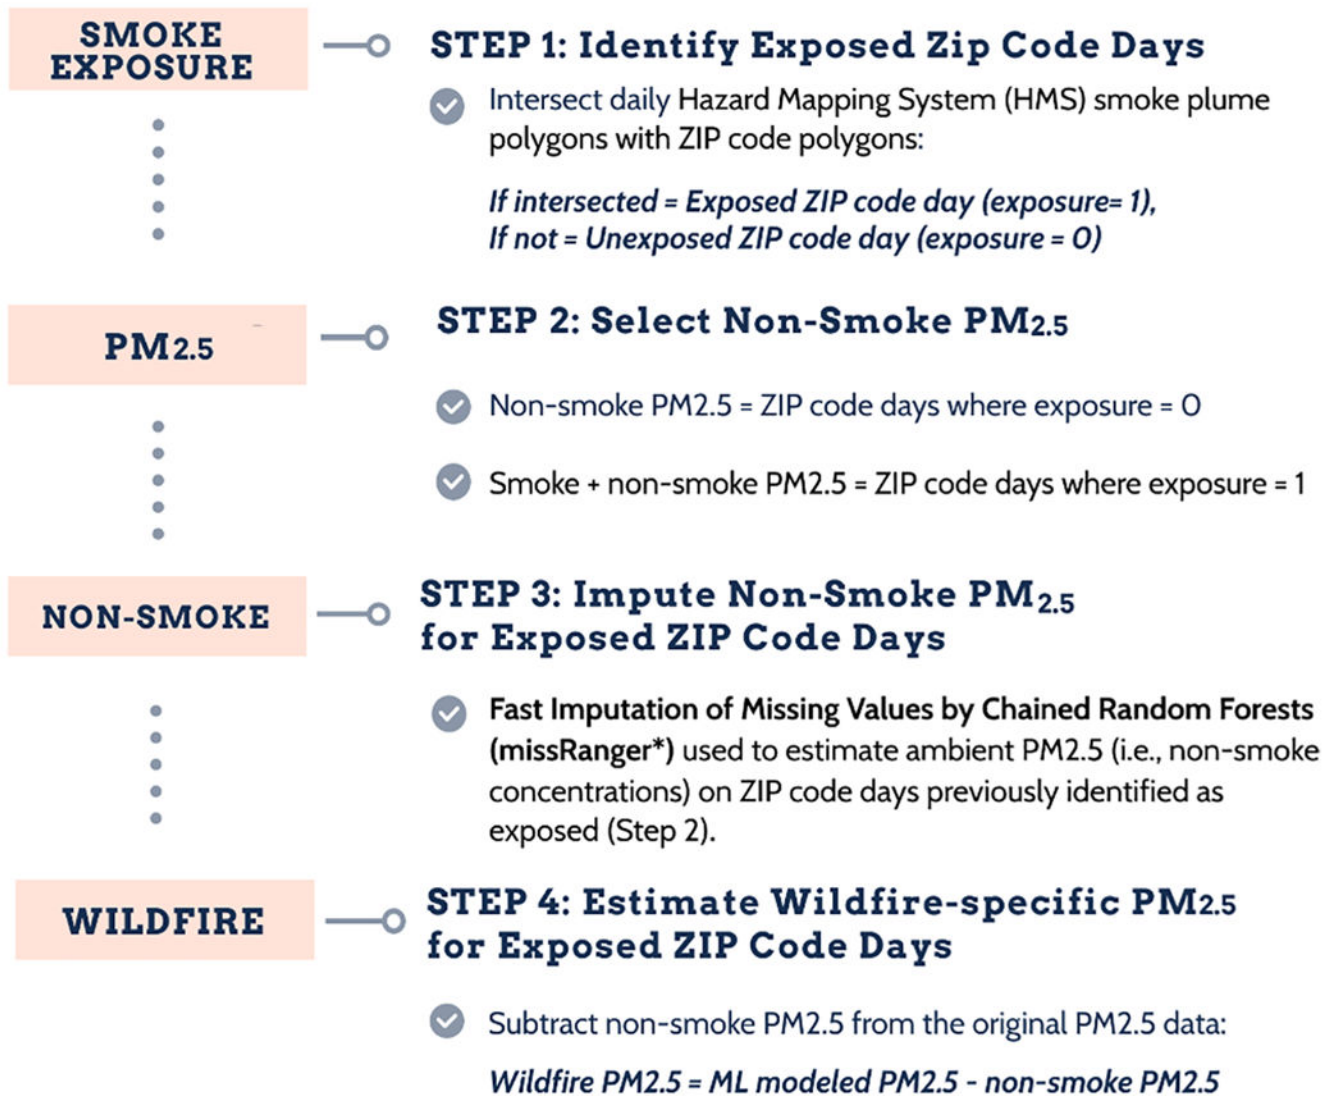 SMOKE
EXPOSURE
STEP 1: Identify Exposed Zip Code Days
Intersect daily Hazard Mapping System (HMS) smoke plume
polygons with ZIP code polygons:
If intersected = Exposed ZIP code day (exposure= 1),
If not = Unexposed ZIP code day (exposure = 0)
PM2.5
STEP 2: Select Non-Smoke PM2.5
Non-smoke PM2.5 = ZIP code days where exposure = 0
Smoke + non-smoke PM2.5 = ZIP code days where exposure = 1
NON-SMOKE
STEP 3: Impute Non-Smoke PM2.5
for Exposed ZIP Code Days
Fast Imputation of Missing Values by Chained Random Forests
(missRanger*) used to estimate ambient PM2.5 (i.e., non-smoke
concentrations) on ZIP code days previously identified as
exposed (Step 2).
WILDFIRE
STEP 4: Estimate Wildfire-specific PM2.5
for Exposed ZIP Code Days
Subtract non-smoke PM2.5 from the original PM2.5 data:
Wildfire PM2.5 = ML modeled PM2.5 - non-smoke PM2.5